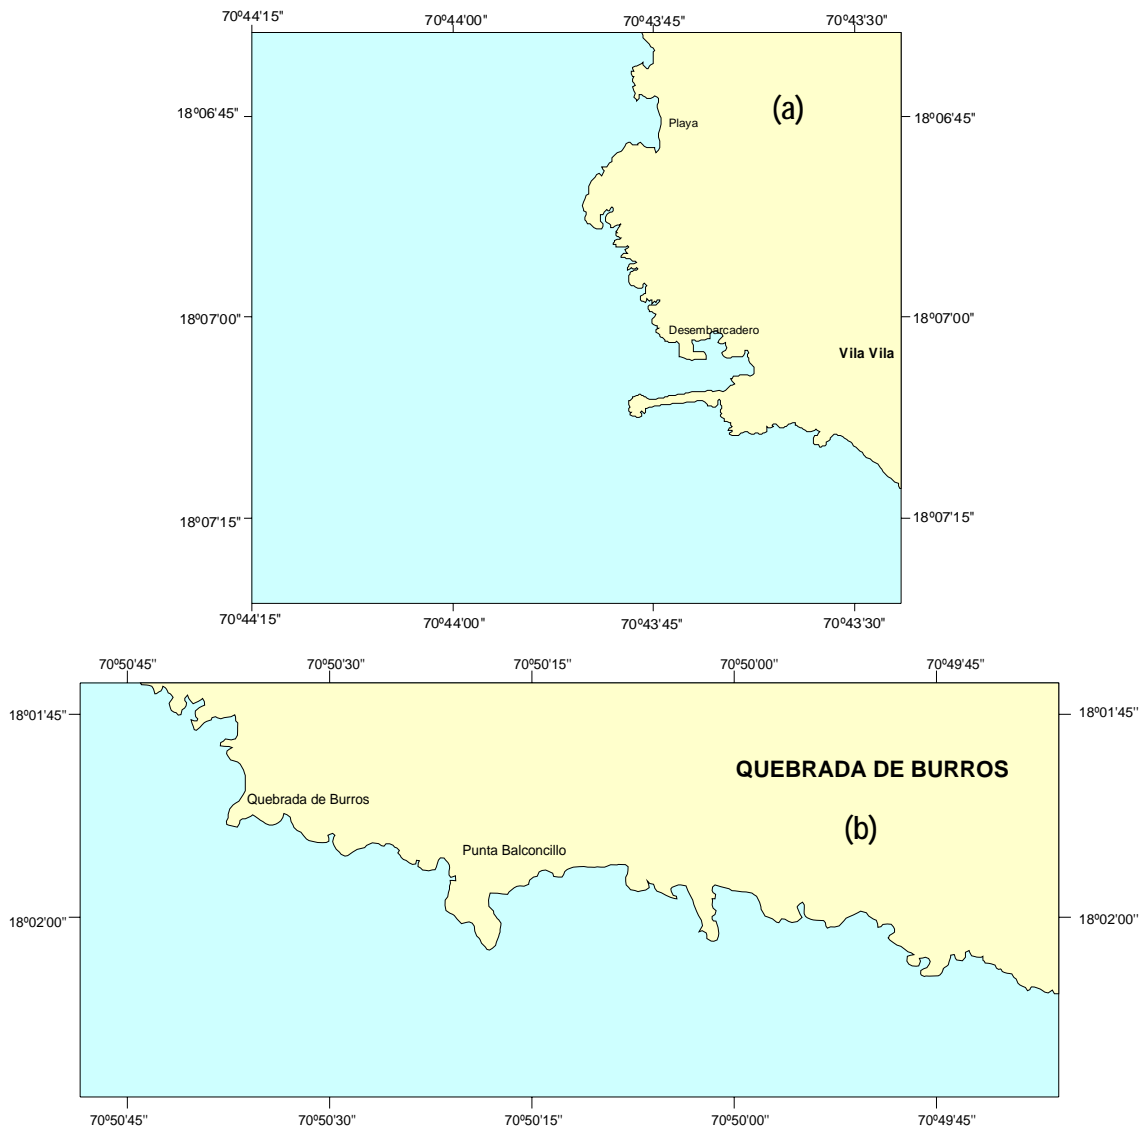 70º44'15" 70º44'00" 70º43'45" 70º43'30"
(a)
18º06'45" 18º06'45"
Playa
18º07'00" 18º07'00"
Desembarcadero
Vila Vila
18º07'15" 18º07'15"
70º44'15" 70º44'00" 70º43'45" 70º43'30"
70º50'45" 70º50'30" 70º50'15" 70º50'00" 70º49'45"
18º01'45" 18º01'45"
QUEBRADA DE BURROS
Quebrada de Burros
(b)
Punta Balconcillo
18º02'00" 18º02'00"
70º50'45" 70º50'30" 70º50'15" 70º50'00" 70º49'45"